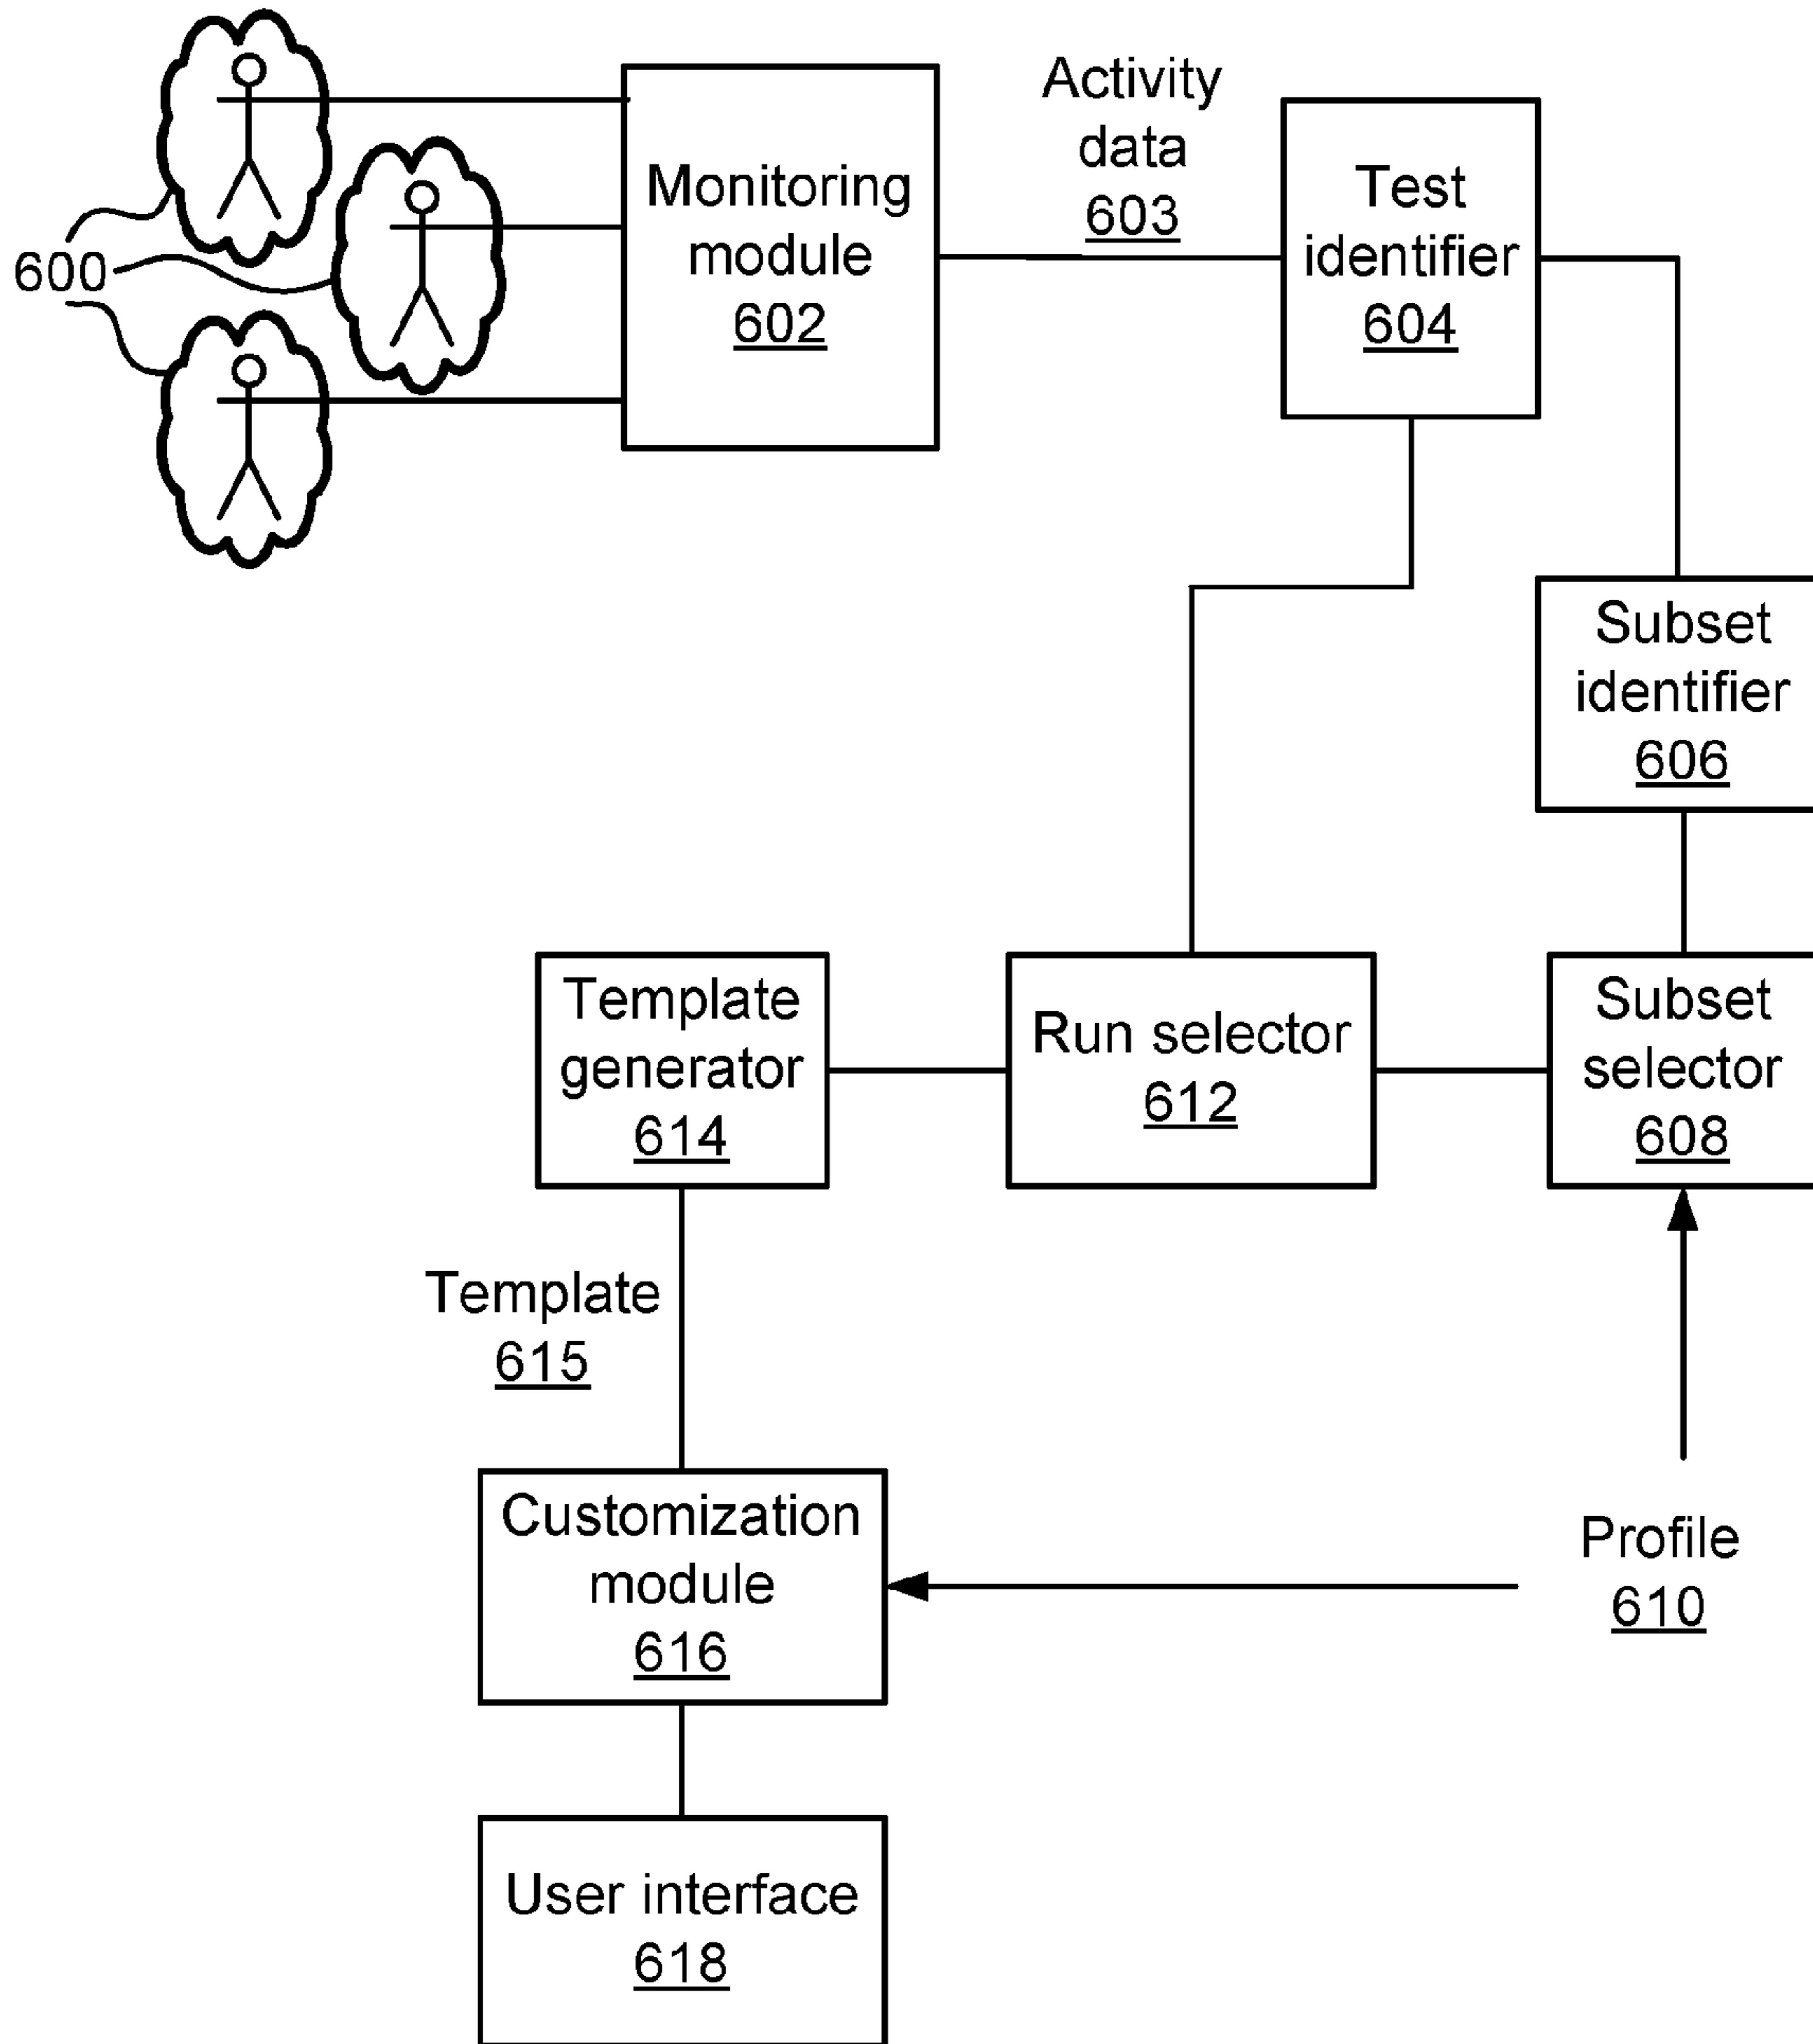 600
Monitoring
module
602
Activity
data
603
Test
identifier
604
Subset
identifier
606
Template
generator
614
Run selector
612
Subset
selector
608
Template
615
Customization
module
616
Profile
610
User interface
618